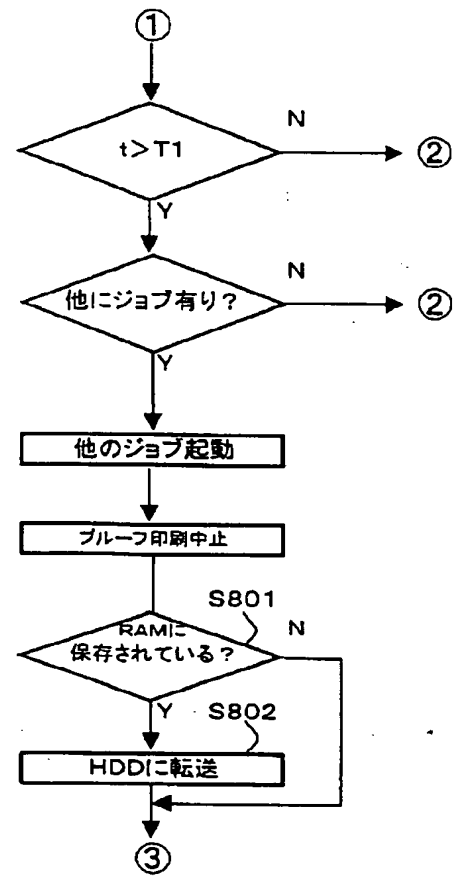 ①
t>T1
N
②
Y
他にジョブ有り？
N
②
Y
他のジョブ起動
プルーフ印刷中止
S801
RAMに
保存されている？
N
Y
S802
HDDに転送
③